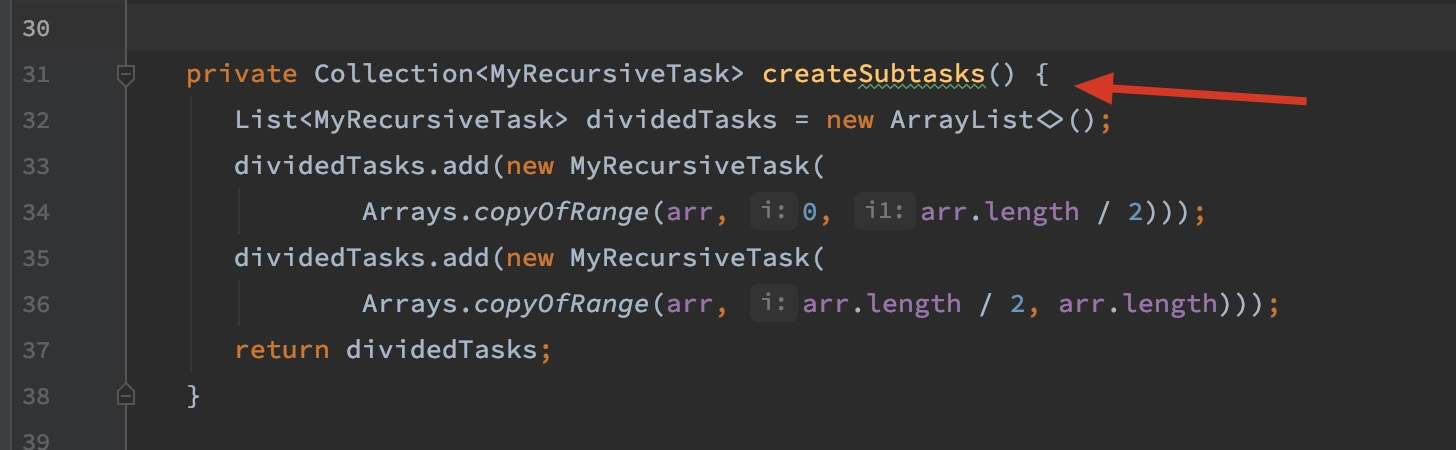 30
31 private Collection<MyRecursiveTask> createSubtasks() {
32 List<MyRecursiveTask> dividedTasks = new ArrayList<>();
33 dividedTasks.add(new MyRecursiveTask(
34 Arrays.copyOfRange(arr, i: 0, i1: arr.length / 2)));
35 dividedTasks.add(new MyRecursiveTask(
36 Arrays.copyOfRange(arr, i: arr.length / 2, arr.length)));
37 return dividedTasks;
38 }
39